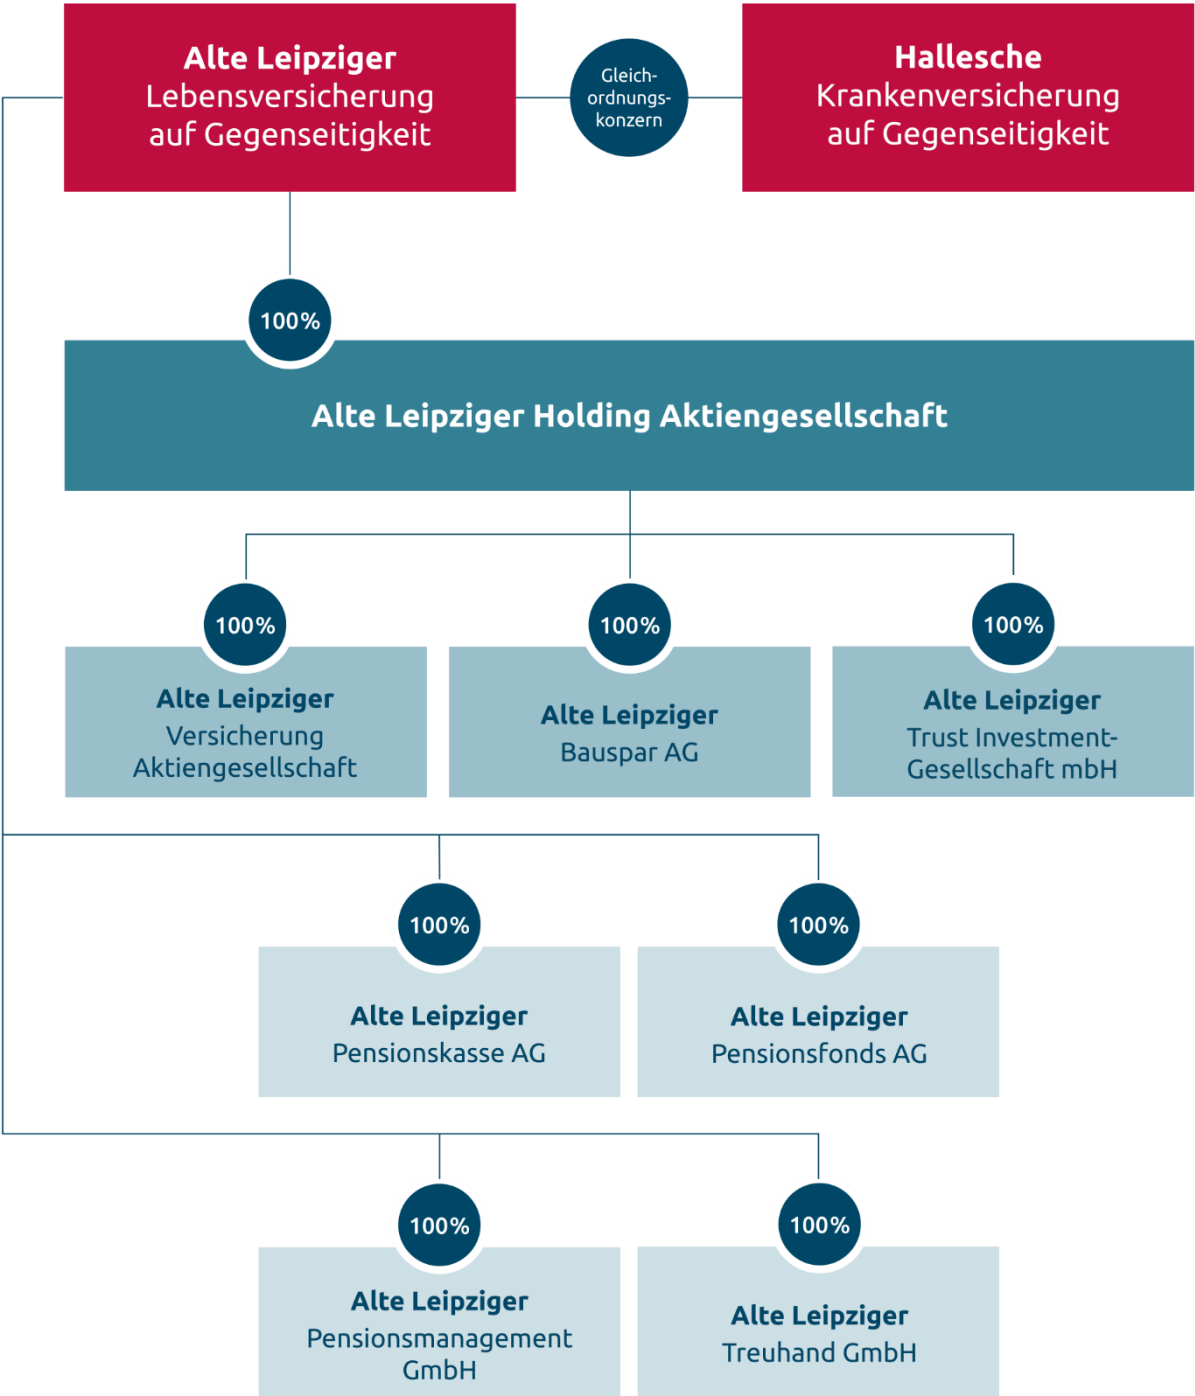 Alte Leipziger
Lebensversicherung
auf Gegenseitigkeit
Gleich-
ordnungs-
konzern
Hallesche
Krankenversicherung
auf Gegenseitigkeit
100%
Alte Leipziger Holding Aktiengesellschaft
100%
Alte Leipziger
Versicherung
Aktiengesellschaft
100%
Alte Leipziger
Bauspar AG
100%
Alte Leipziger
Trust Investment-
Gesellschaft mbH
100%
Alte Leipziger
Pensionskasse AG
100%
Alte Leipziger
Pensionsfonds AG
100%
Alte Leipziger
Pensionsmanagement
GmbH
100%
Alte Leipziger
Treuhand GmbH